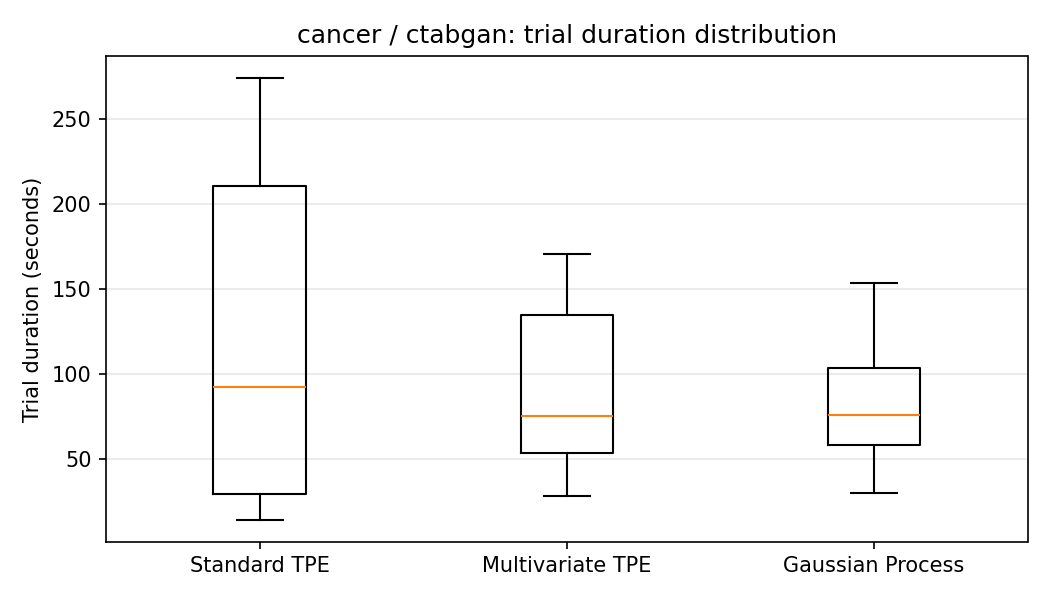 cancer / ctabgan: trial duration distribution
Trial duration (seconds)
250
200
150
100
50
Standard TPE
Multivariate TPE
Gaussian Process